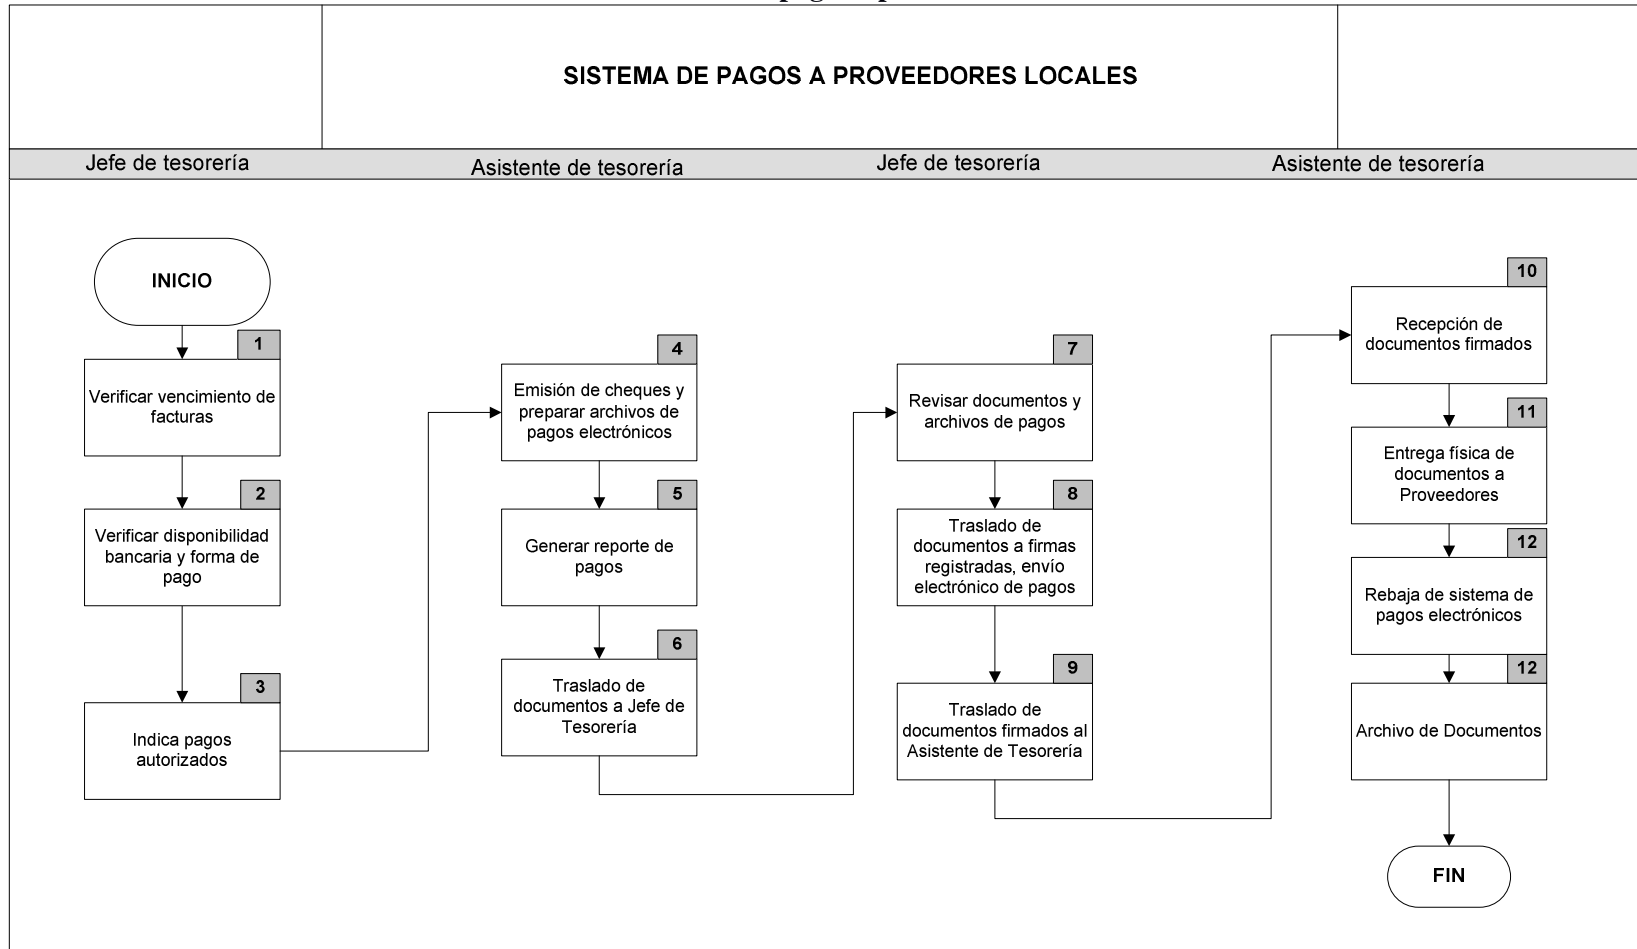 SISTEMA DE PAGOS A PROVEEDORES LOCALES
Jefe de tesorería
Asistente de tesorería
Jefe de tesorería
Asistente de tesorería
INICIO
1
Verificar vencimiento de
facturas
2
Verificar disponibilidad
bancaria y forma de
pago
3
Indica pagos
autorizados
4
Emisión de cheques y
preparar archivos de
pagos electrónicos
5
Generar reporte de
pagos
6
Traslado de
documentos a Jefe de
Tesorería
7
Revisar documentos y
archivos de pagos
8
Traslado de
documentos a firmas
registradas, envío
electrónico de pagos
9
Traslado de
documentos firmados al
Asistente de Tesorería
10
Recepción de
documentos firmados
11
Entrega física de
documentos a
Proveedores
12
Rebaja de sistema de
pagos electrónicos
12
Archivo de Documentos
FIN